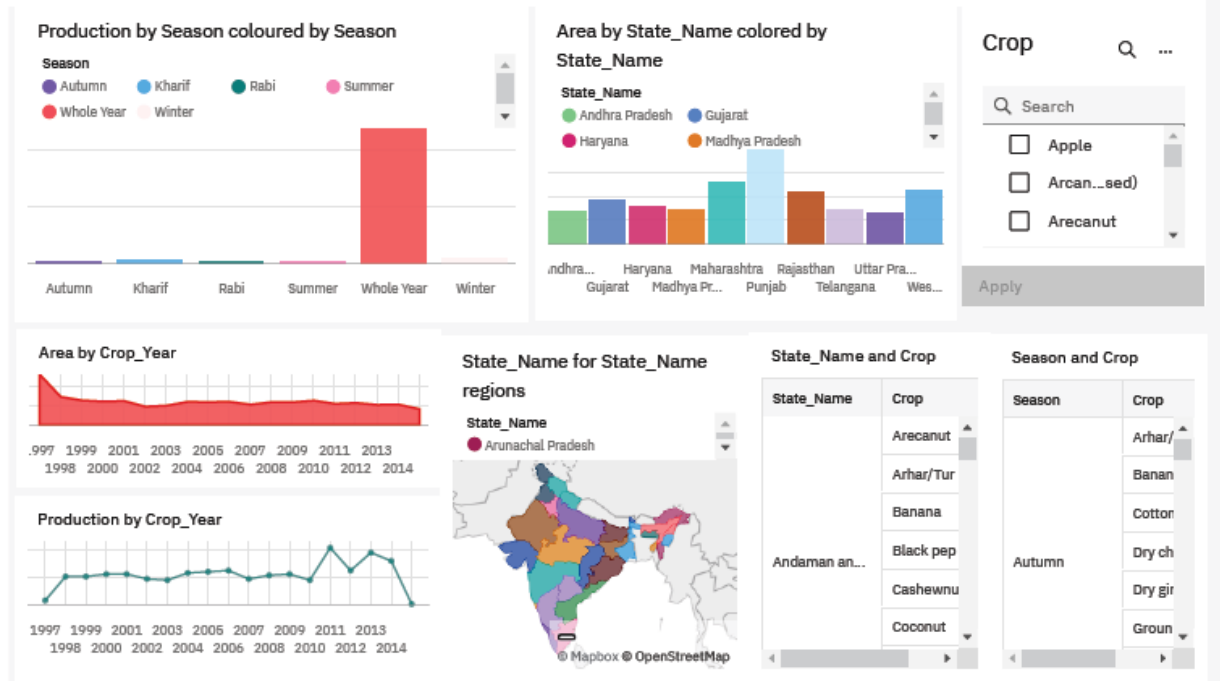 Production by Season coloured by Season
Season
Autumn Kharif Rabi Summer
Whole Year Winter
Autumn Kharif Rabi Summer Whole Year Winter
Area by State_Name colored by
State_Name
State_Name
Andhra Pradesh Gujarat
Haryana Madhya Pradesh
ndhra... Haryana Maharashtra Rajasthan Uttar Pra...
Gujarat Madhya Pr... Punjab Telangana Wes...
Crop
...
Search
Apple
Arcan...sed)
Arecanut
Apply
Area by Crop_Year
.997 1999 2001 2003 2005 2007 2009 2011 2013
1998 2000 2002 2004 2006 2008 2010 2012 2014
Production by Crop_Year
1997 1999 2001 2003 2005 2007 2009 2011 2013
1998 2000 2002 2004 2006 2008 2010 2012 2014
State_Name for State_Name
regions
State_Name
Arunachal Pradesh
© Mapbox © OpenStreetMap
State_Name and Crop
State_Name Crop
Arecanut
Arhar/Tur
Banana
Black pep
Andaman an...
Cashewnu
Coconut
Season and Crop
Season Crop
Arhar/
Banan
Cotton
Dry ch
Autumn
Dry gin
Groun